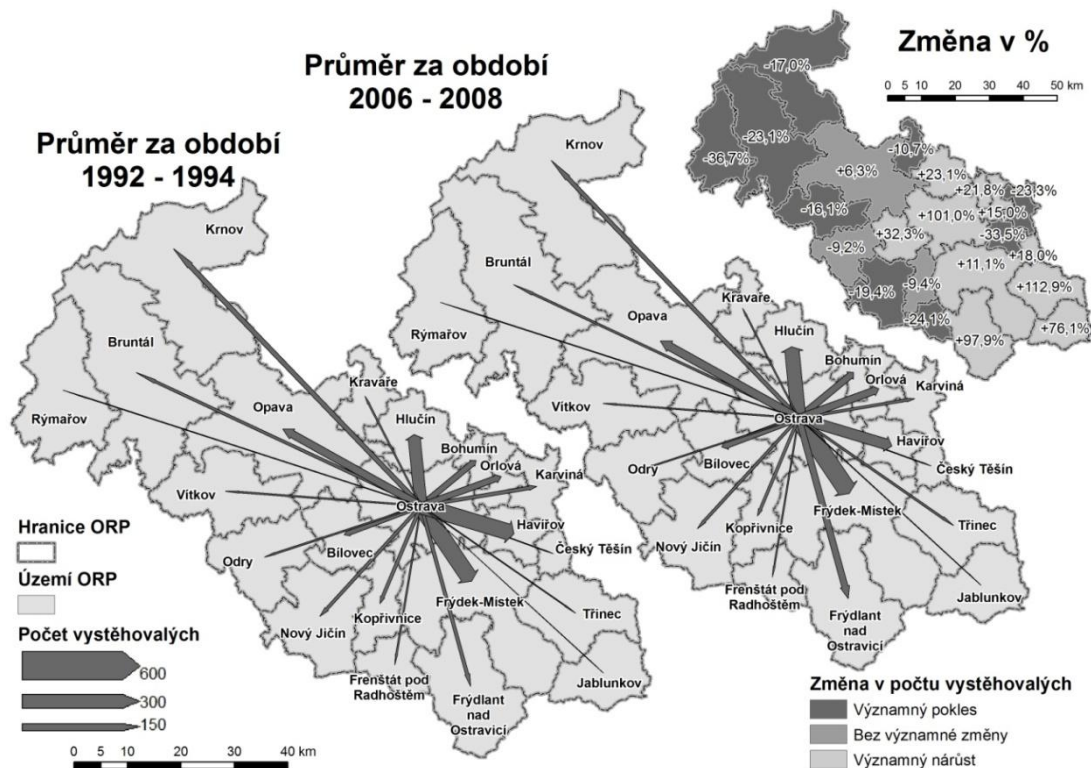 Průměr za období
1992 - 1994
Krnov
Bruntál
Rýmařov
Opava
Kravaře
Hlučín
Bohumín
Orlová
Karviná
Vítkov
Ostrava
Havířov
Český Těšín
Bílovec
Odry
Frýdek-Místek
Kopřivnice
Nový Jičín
Třinec
Frenštát pod
Radhoštěm
Frýdlant
nad
Ostravicí
Jablunkov
Hranice ORP
Území ORP
Počet vystěhovalých
600
300
150
0 5 10 20 30 40 km
Průměr za období
2006 - 2008
Krnov
Bruntál
Rýmařov
Opava
Kravaře
Hlučín
Bohumín
Orlová
Karviná
Vítkov
Ostrava
Havířov
Český Těšín
Bílovec
Odry
Frýdek-Místek
Kopřivnice
Nový Jičín
Třinec
Frenštát pod
Radhoštěm
Frýdlant
nad
Ostravicí
Jablunkov
Změna v %
0 5 10 20 30 40 50 km
-17,0%
-23,1%
-36,7%
-10,7%
+6,3%
+23,1%
+21,8%
-23,3%
-16,1%
+101,0%
+15,0%
+32,3%
-33,5%
-9,2%
+18,0%
+11,1%
-9,4%
-19,4%
+112,9%
-24,1%
+97,9%
+76,1%
Změna v počtu vystěhovalých
Významný pokles
Bez významné změny
Významný nárůst